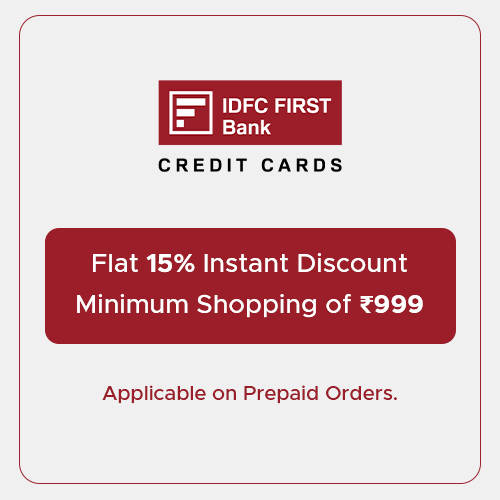 IDFC FIRST
Bank
CREDIT CARDS
Flat 15% Instant Discount
Minimum Shopping of ₹999
Applicable on Prepaid Orders.